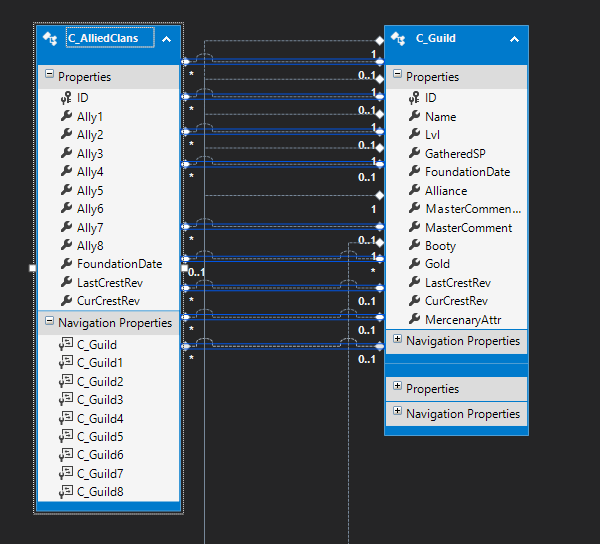 C_AlliedClans
Properties
ID
Ally1
Ally2
Ally3
Ally4
Ally5
Ally6
Ally7
Ally8
FoundationDate
LastCrestRev
CurCrestRev
Navigation Properties
C_Guild
C_Guild1
C_Guild2
C_Guild3
C_Guild4
C_Guild5
C_Guild6
C_Guild7
C_Guild8
1
*
0..1
1
*
0..1
1
*
0..1
1
*
0..1
1
*
0..1
1
0..1
*
*
0..1
*
0..1
*
0..1
C_Guild
Properties
ID
Name
Lvl
GatheredSP
FoundationDate
Alliance
MasterCommen...
MasterComment
Booty
Gold
LastCrestRev
CurCrestRev
MercenaryAttr
Navigation Properties
Properties
Navigation Properties